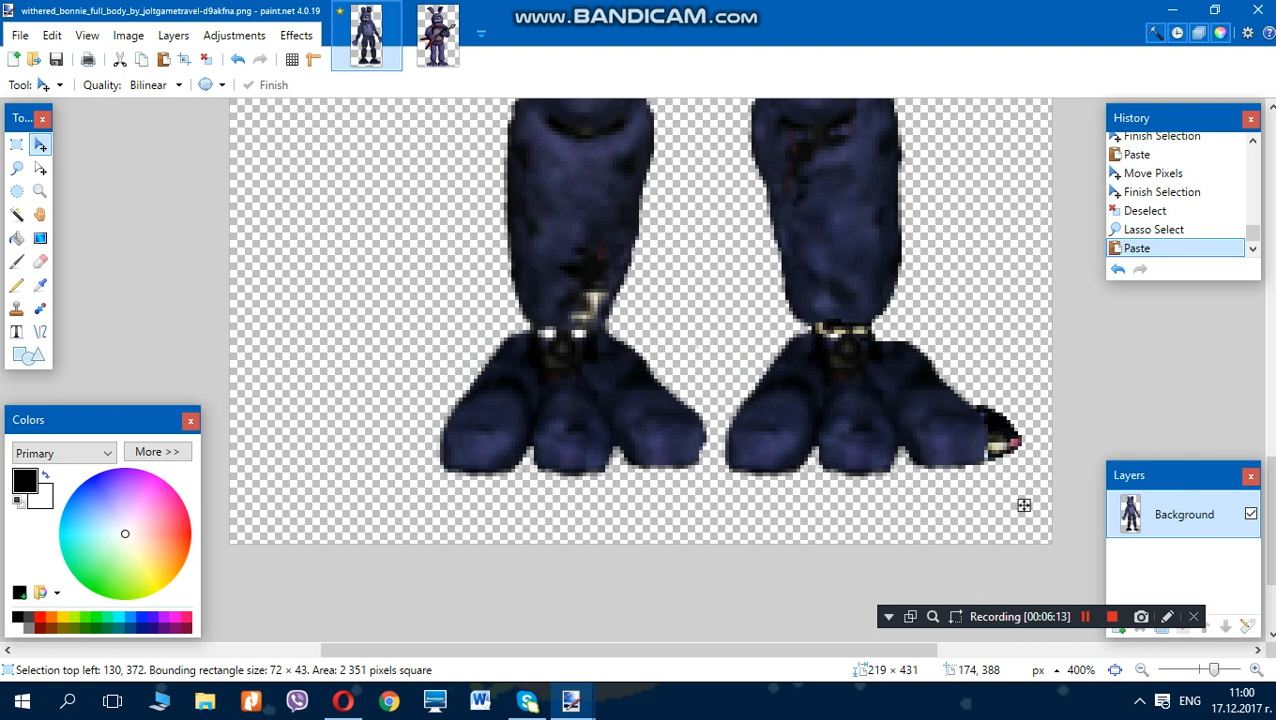 withered_bonnie_full_body_by_joltgametravel-d9akfna.png - paint.net 4.0.19
www.BANDICAM.com
File Edit View Image Layers Adjustments Effects
Tool: Quality: Bilinear Finish
To...
History
Finish Selection
Paste
Move Pixels
Finish Selection
Deselect
Lasso Select
Paste
Colors
Primary More >>
Layers
Background
Recording [00:06:13]
Selection top left: 130, 372. Bounding rectangle size: 72 × 43. Area: 2 351 pixels square
219 × 431
174, 388
px
400%
ENG
11:00
17.12.2017 г.